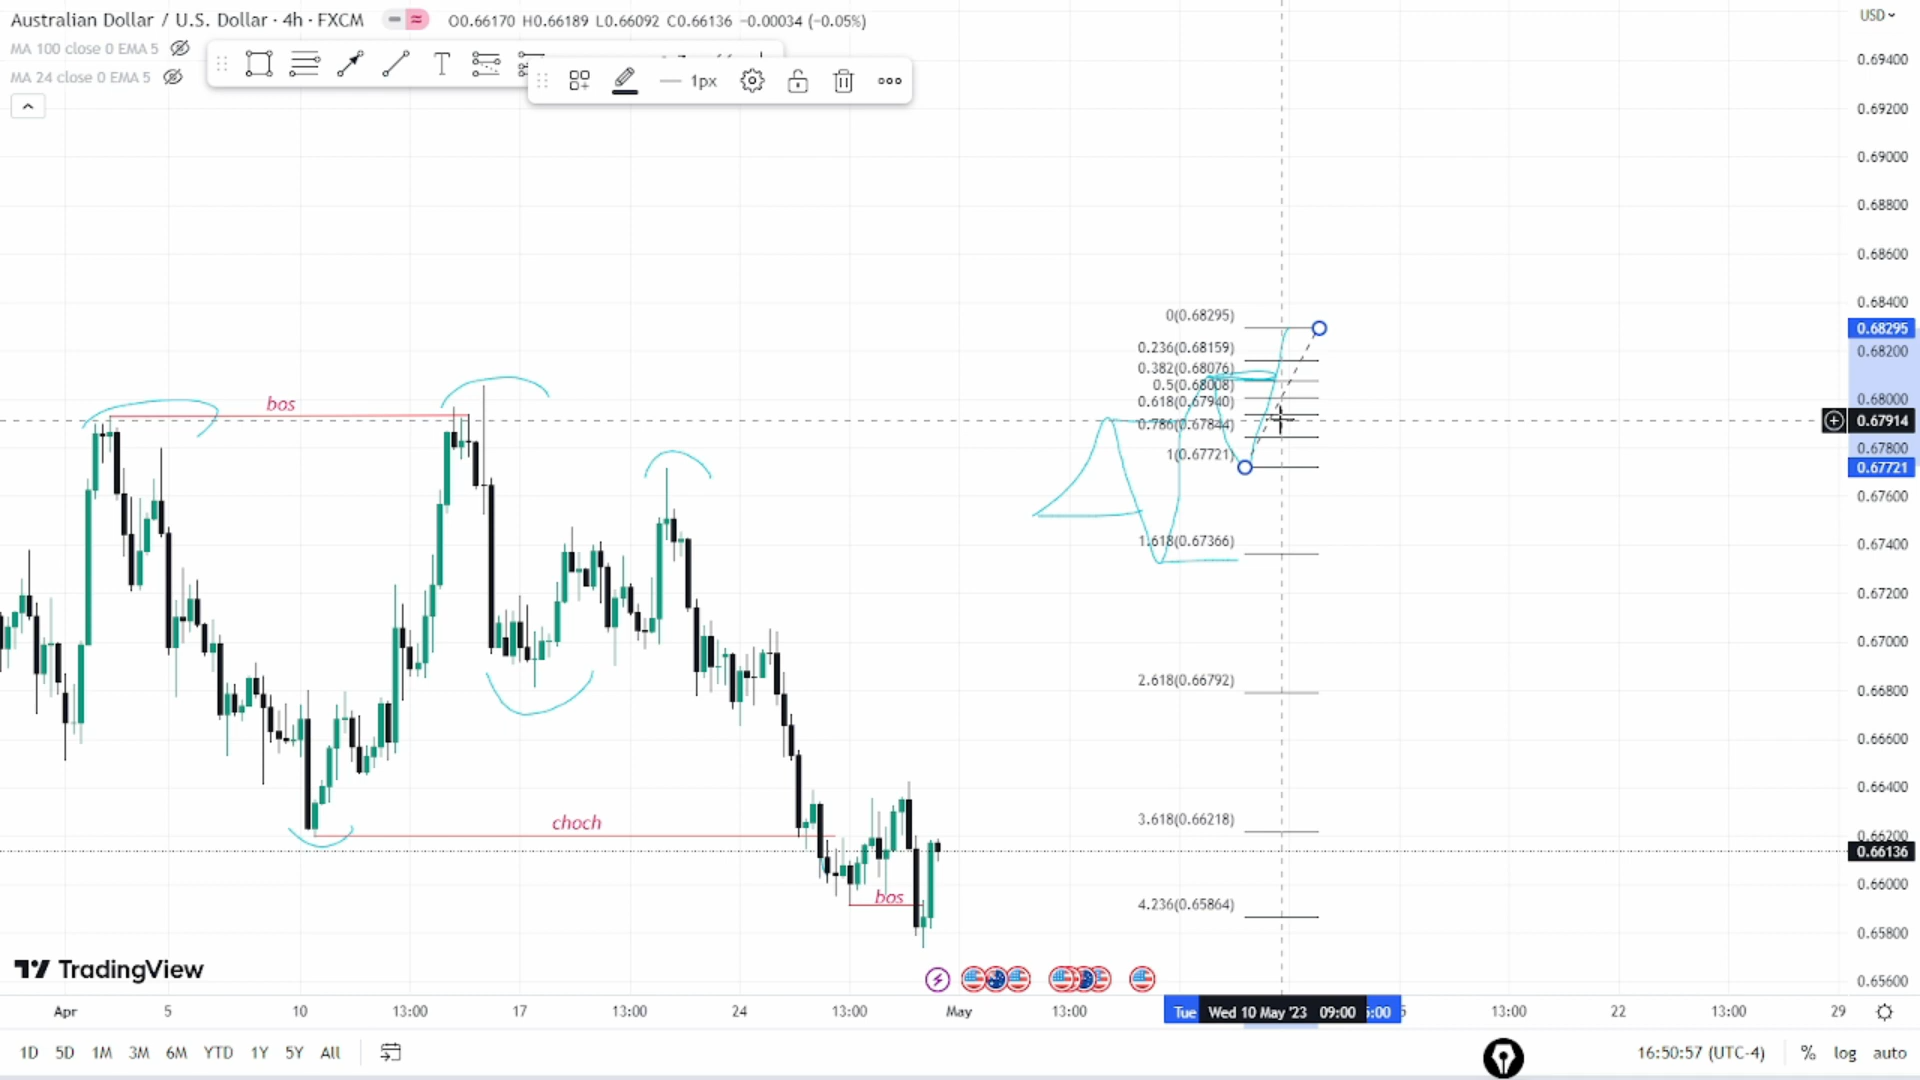 Australian Dollar / U.S. Dollar · 4h · FXCM
O0.66170 H0.66189 L0.66092 C0.66136 −0.00034 (−0.05%)
USD
MA 100 close 0 EMA 5
MA 24 close 0 EMA 5
T
1px
0.69400
0.69200
0.69000
0.68800
0.68600
0.68400
0.68295
0.68200
0.68000
0.67914
0.67800
0.67721
0.67600
0.67400
0.67200
0.67000
0.66800
0.66600
0.66400
0.66200
0.66136
0.66000
0.65800
0.65600
0(0.68295)
0.236(0.68159)
0.382(0.68076)
0.5(0.68008)
0.618(0.67940)
0.786(0.67844)
1(0.67721)
1.618(0.67366)
2.618(0.66792)
3.618(0.66218)
4.236(0.65864)
bos
choch
bos
TradingView
Apr 5 10 13:00 17 13:00 24 13:00 May 13:00 Tue Wed 10 May '23 09:00 13:00 22 13:00 29
1D 5D 1M 3M 6M YTD 1Y 5Y All
16:50:57 (UTC-4) % log auto